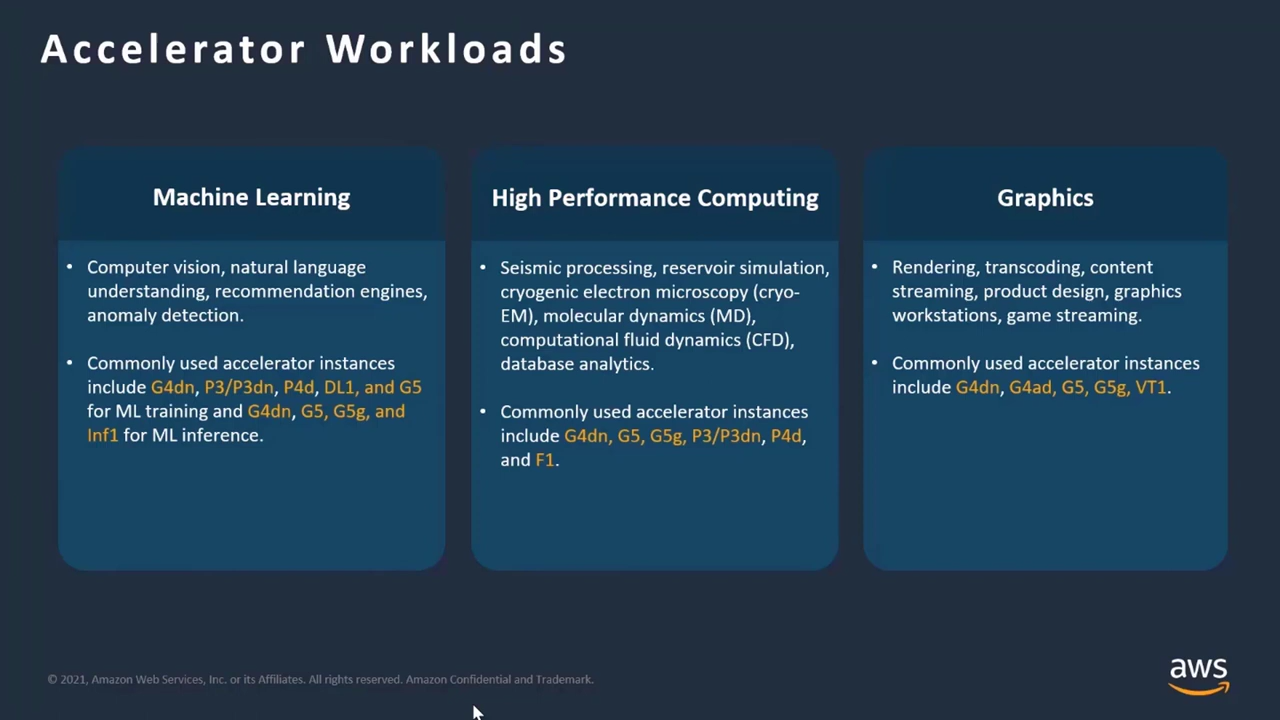 Accelerator Workloads
Machine Learning
• Computer vision, natural language
understanding, recommendation engines,
anomaly detection.
• Commonly used accelerator instances
include G4dn, P3/P3dn, P4d, DL1, and G5
for ML training and G4dn, G5, G5g, and
Inf1 for ML inference.
High Performance Computing
• Seismic processing, reservoir simulation,
cryogenic electron microscopy (cryo-
EM), molecular dynamics (MD),
computational fluid dynamics (CFD),
database analytics.
• Commonly used accelerator instances
include G4dn, G5, G5g, P3/P3dn, P4d,
and F1.
Graphics
• Rendering, transcoding, content
streaming, product design, graphics
workstations, game streaming.
• Commonly used accelerator instances
include G4dn, G4ad, G5, G5g, VT1.
© 2021, Amazon Web Services, Inc. or its Affiliates. All rights reserved. Amazon Confidential and Trademark.
aws